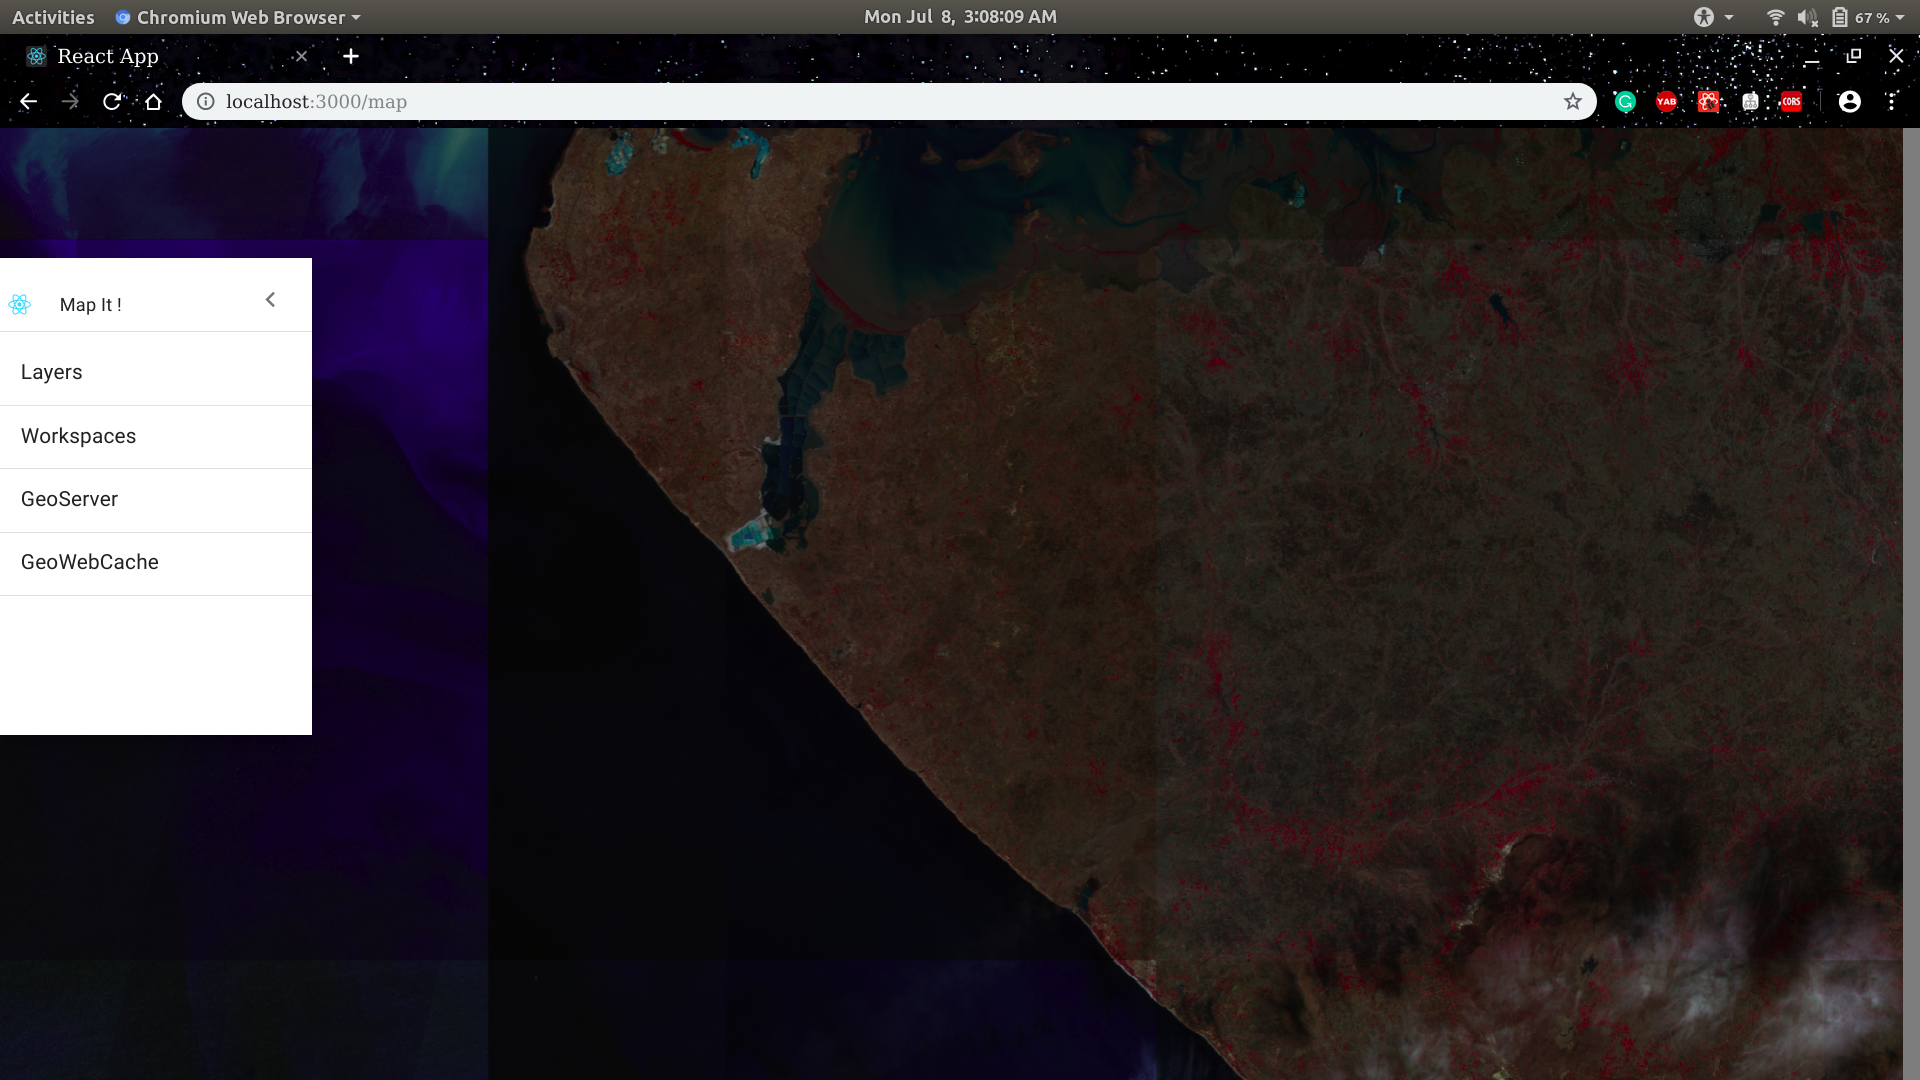 Activities Chromium Web Browser Mon Jul 8, 3:08:09 AM 67 %
React App
localhost:3000/map YAB CORS
Map It !
Layers
Workspaces
GeoServer
GeoWebCache